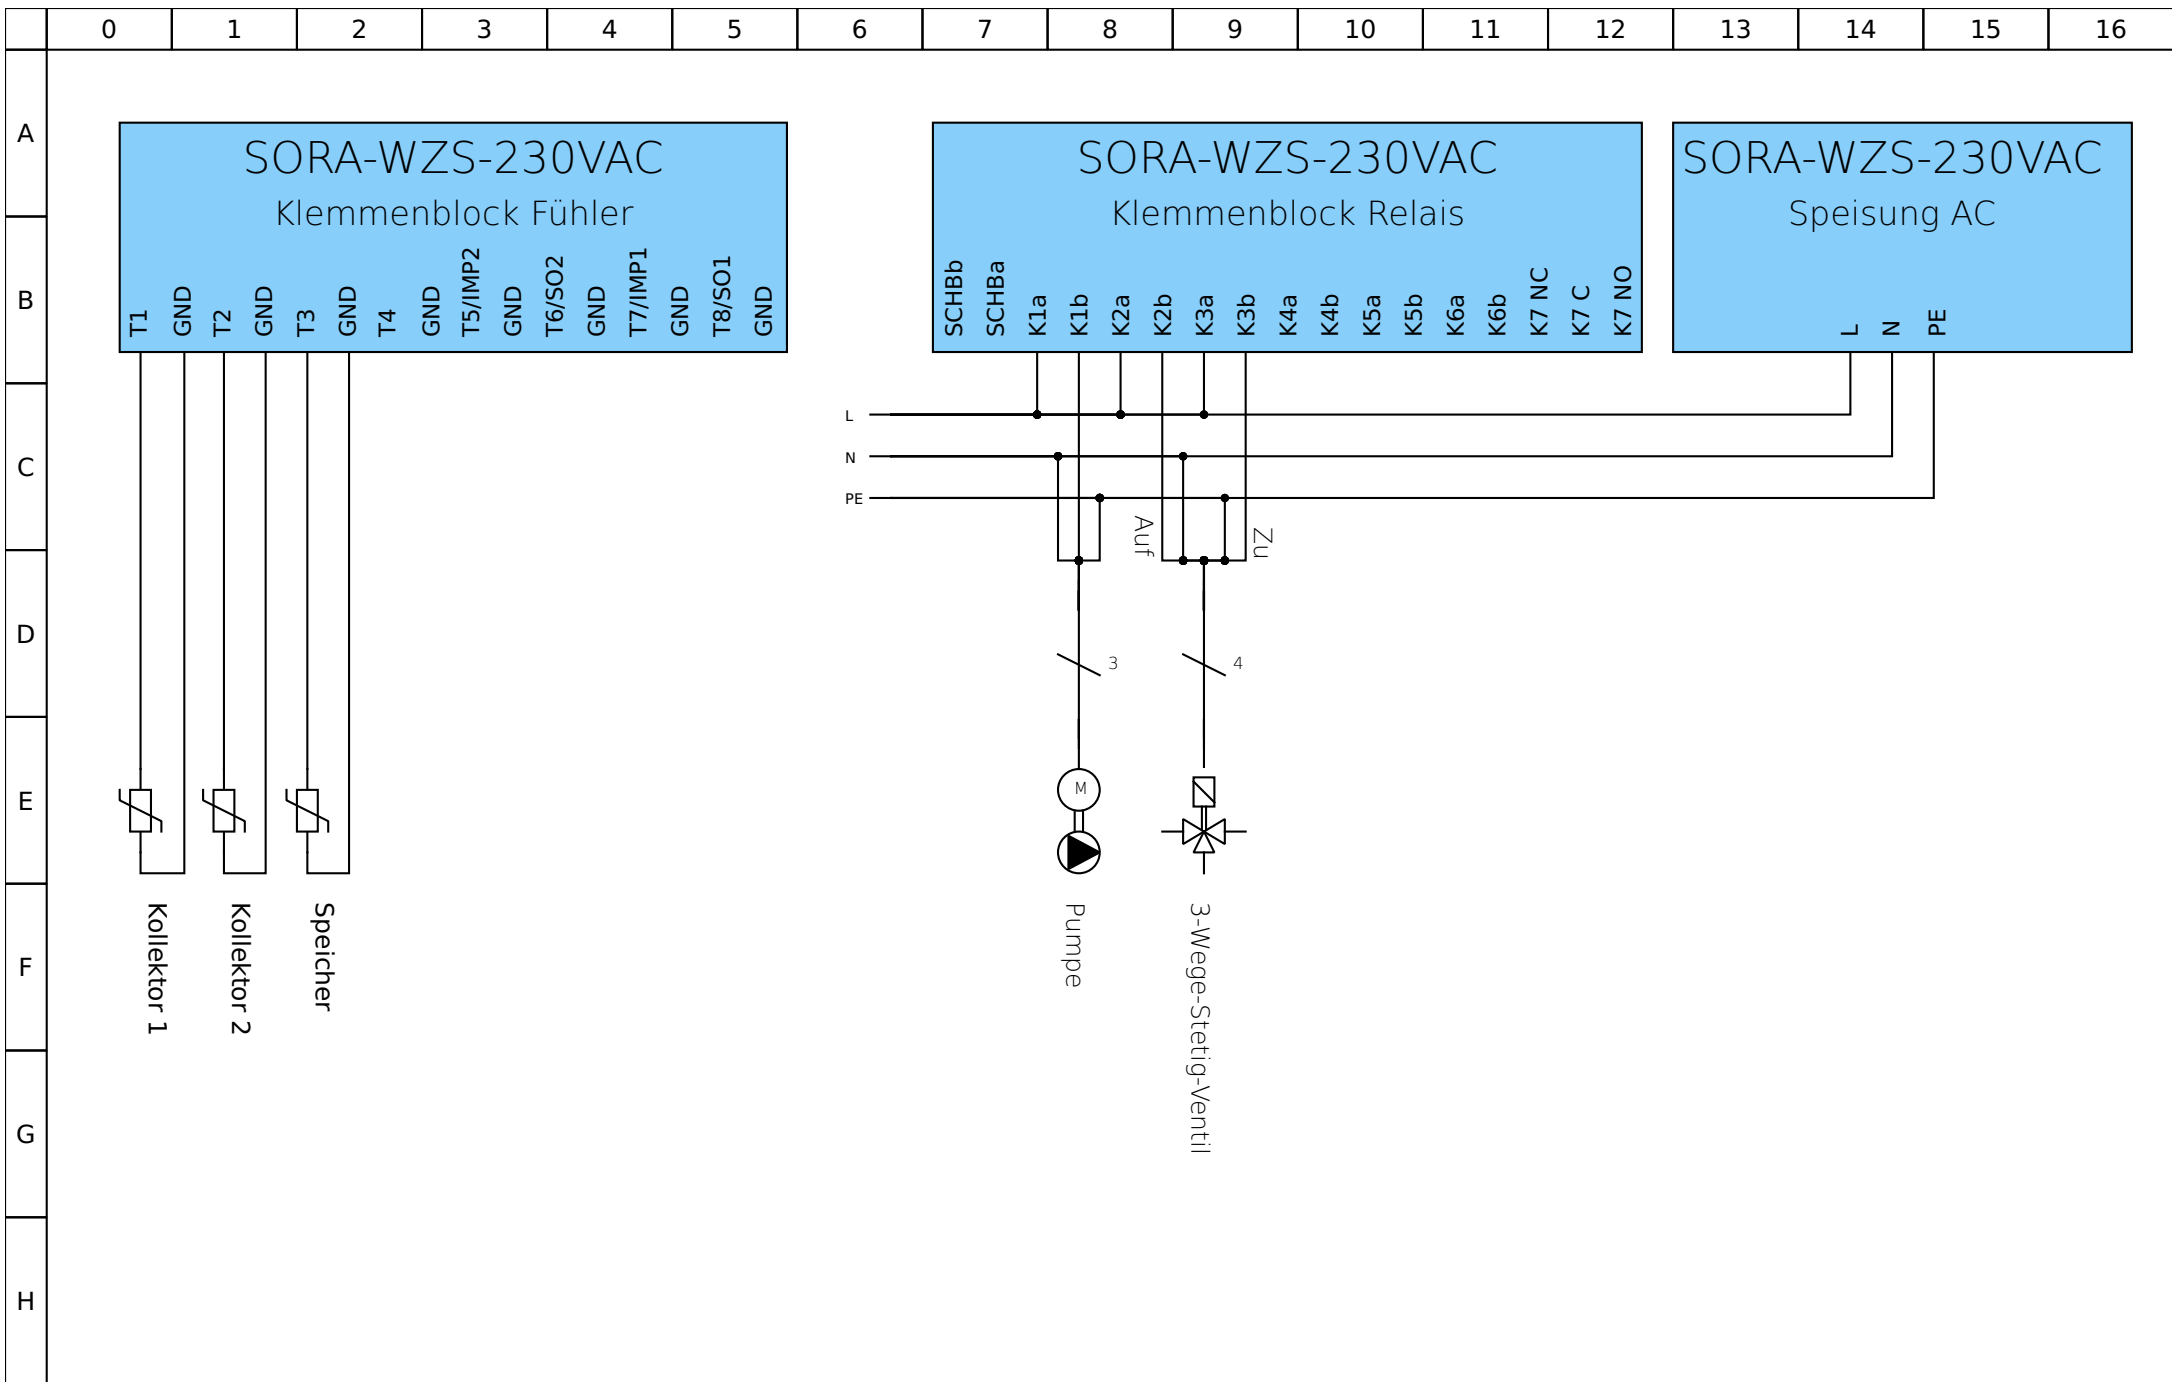 0 1 2 3 4 5 6 7 8 9 10 11 12 13 14 15 16
A
SORA-WZS-230VAC
Klemmenblock Fühler
T1 GND T2 GND T3 GND T4 GND T5/IMP2 GND T6/SO2 GND T7/IMP1 GND T8/SO1 GND
SORA-WZS-230VAC
Klemmenblock Relais
SCHBb SCHBa K1a K1b K2a K2b K3a K3b K4a K4b K5a K5b K6a K6b K7 NC K7 C K7 NO
SORA-WZS-230VAC
Speisung AC
L N PE
B
L
C
N
PE
Auf
Zu
D
3
4
E
M
F
Kollektor 1
Kollektor 2
Speicher
Pumpe
3-Wege-Stetig-Ventil
G
H